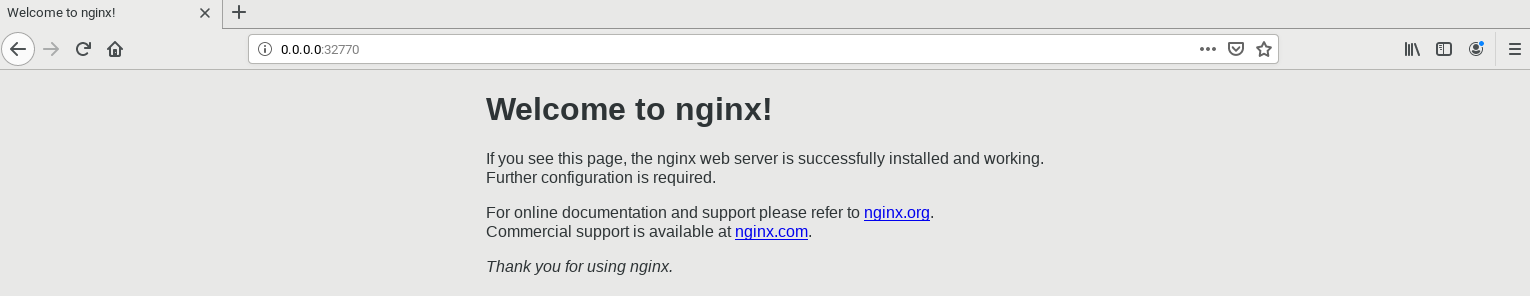 Welcome to nginx!
0.0.0.0:32770
Welcome to nginx!
If you see this page, the nginx web server is successfully installed and working.
Further configuration is required.
For online documentation and support please refer to nginx.org.
Commercial support is available at nginx.com.
Thank you for using nginx.